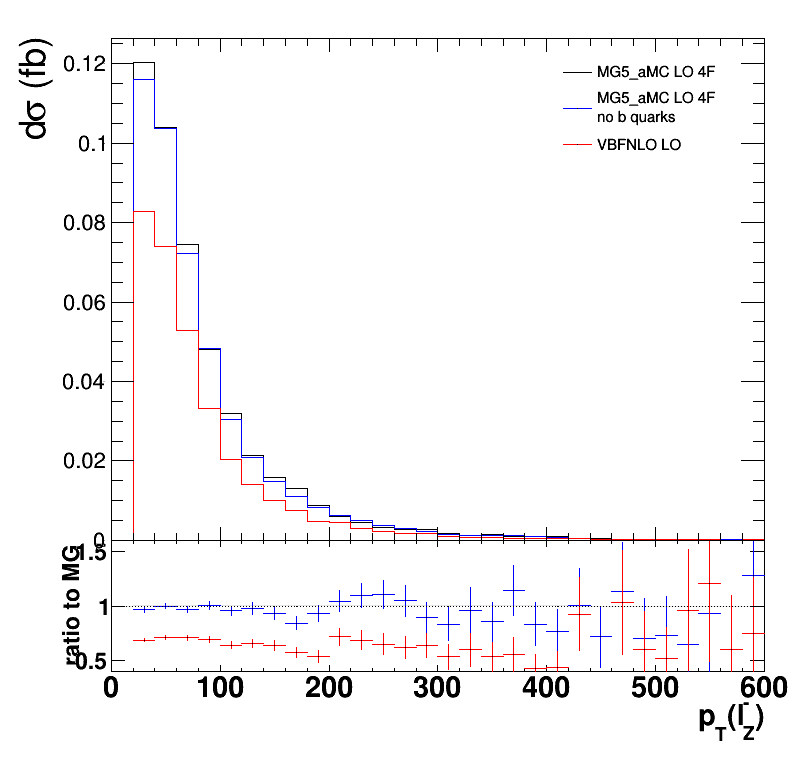 dσ (fb)
MG5_aMC LO 4F
MG5_aMC LO 4F
no b quarks
VBFNLO LO
0.12
0.1
0.08
0.06
0.04
0.02
0
ratio to MG
1.5
1
0.5
0 100 200 300 400 500 600
p_T(l_Z^-)